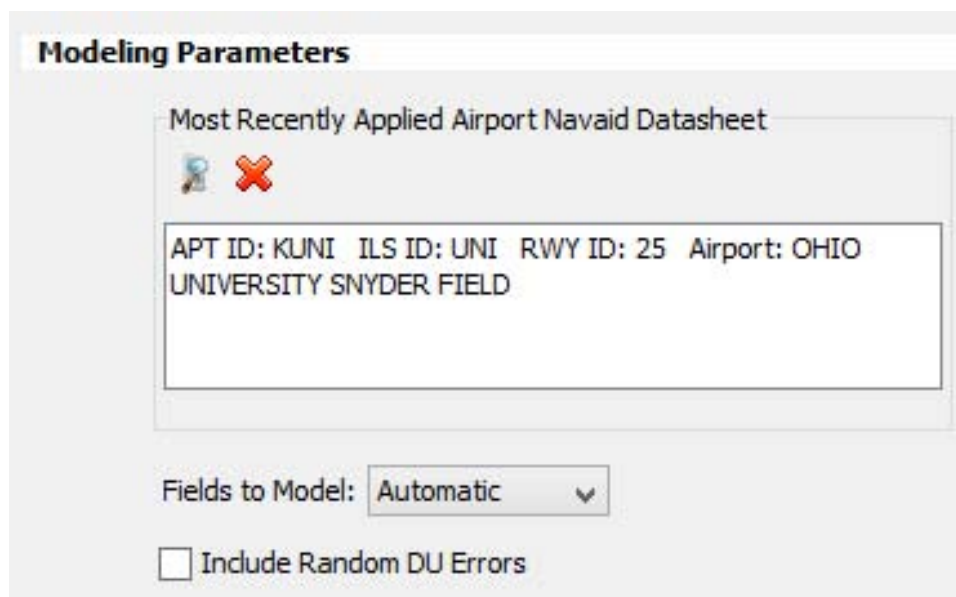 Modeling Parameters
Most Recently Applied Airport Navaid Datasheet
APT ID: KUNI ILS ID: UNI RWY ID: 25 Airport: OHIO
UNIVERSITY SNYDER FIELD
Fields to Model: Automatic
Include Random DU Errors